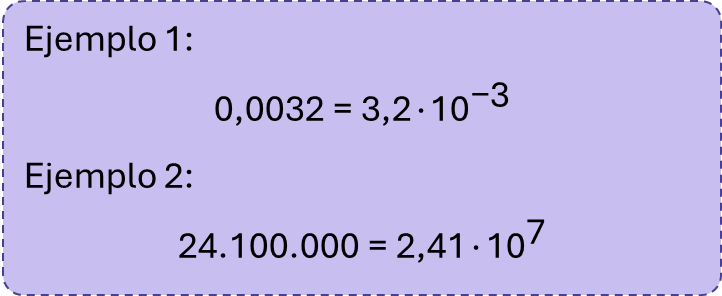 Ejemplo 1:
0,0032 = 3,2 · 10⁻³
Ejemplo 2:
24.100.000 = 2,41 · 10⁷